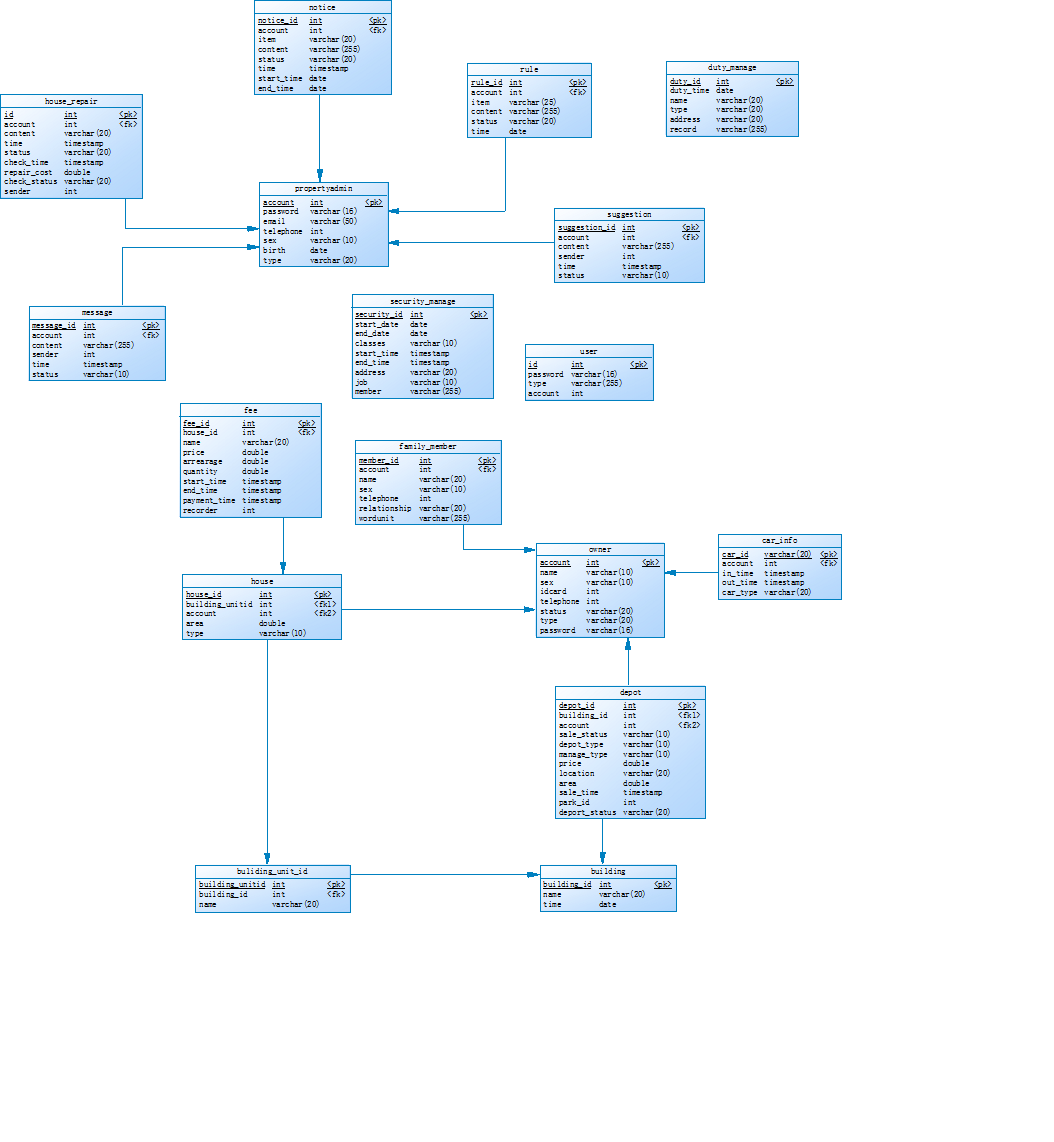 notice
notice_id int <pk>
account int <fk>
item varchar(20)
content varchar(255)
status varchar(20)
time timestamp
start_time date
end_time date
rule
rule_id int <pk>
account int <fk>
item varchar(25)
content varchar(255)
status varchar(20)
time date
duty_manage
duty_id int <pk>
duty_time date
name varchar(20)
type varchar(20)
address varchar(20)
record varchar(255)
house_repair
id int <pk>
account int <fk>
content varchar(20)
time timestamp
status varchar(20)
check_time timestamp
repair_cost double
check_status varchar(20)
sender int
propertyadmin
account int <pk>
password varchar(16)
email varchar(50)
telephone int
sex varchar(10)
birth date
type varchar(20)
suggestion
suggestion_id int <pk>
account int <fk>
content varchar(255)
sender int
time timestamp
status varchar(10)
message
message_id int <pk>
account int <fk>
content varchar(255)
sender int
time timestamp
status varchar(10)
security_manage
security_id int <pk>
start_date date
end_date date
classes varchar(10)
start_time timestamp
end_time timestamp
address varchar(20)
job varchar(10)
member varchar(255)
user
id int <pk>
password varchar(16)
type varchar(255)
account int
fee
fee_id int <pk>
house_id int <fk>
name varchar(20)
price double
arrearage double
quantity double
start_time timestamp
end_time timestamp
payment_time timestamp
recorder int
family_member
member_id int <pk>
account int <fk>
name varchar(20)
sex varchar(10)
telephone int
relationship varchar(20)
wordunit varchar(255)
owner
account int <pk>
name varchar(10)
sex varchar(10)
idcard int
telephone int
status varchar(20)
type varchar(20)
password varchar(16)
car_info
car_id varchar(20) <pk>
account int <fk>
in_time timestamp
out_time timestamp
car_type varchar(20)
house
house_id int <pk>
building_unitid int <fk1>
account int <fk2>
area double
type varchar(10)
depot
depot_id int <pk>
building_id int <fk1>
account int <fk2>
sale_status varchar(10)
depot_type varchar(10)
manage_type varchar(10)
price double
location varchar(20)
area double
sale_time timestamp
park_id int
deport_status varchar(20)
buliding_unit_id
building_unitid int <pk>
building_id int <fk>
name varchar(20)
building
building_id int <pk>
name varchar(20)
time date